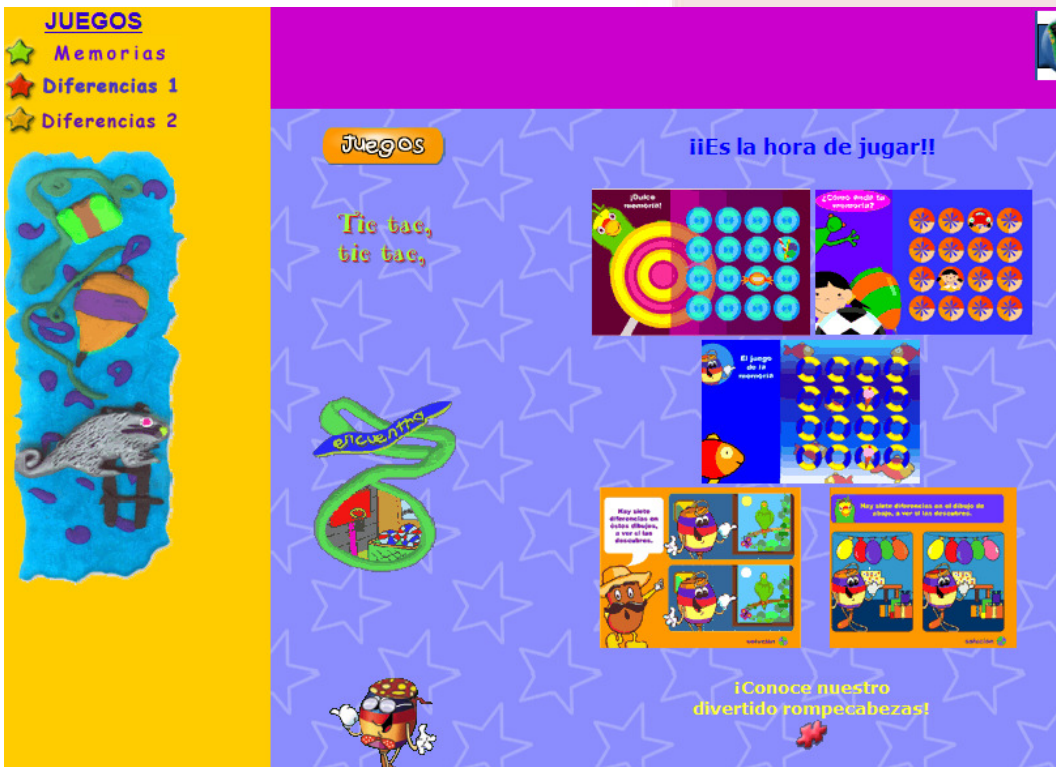 JUEGOS
Memorias
Diferencias 1
Diferencias 2
Juegos
¡¡Es la hora de jugar!!
Tic tac,
tic tac,
¡Dulce
memoria!
¿Cómo anda tu
memoria?
El juego
de la
memoria
encuentra
Hay siete
diferencias en
éstos dibujos,
a ver si las
descubres.
solución
Hay siete diferencias en el dibujo de
abajo, a ver si las descubres.
solución
¡Conoce nuestro
divertido rompecabezas!